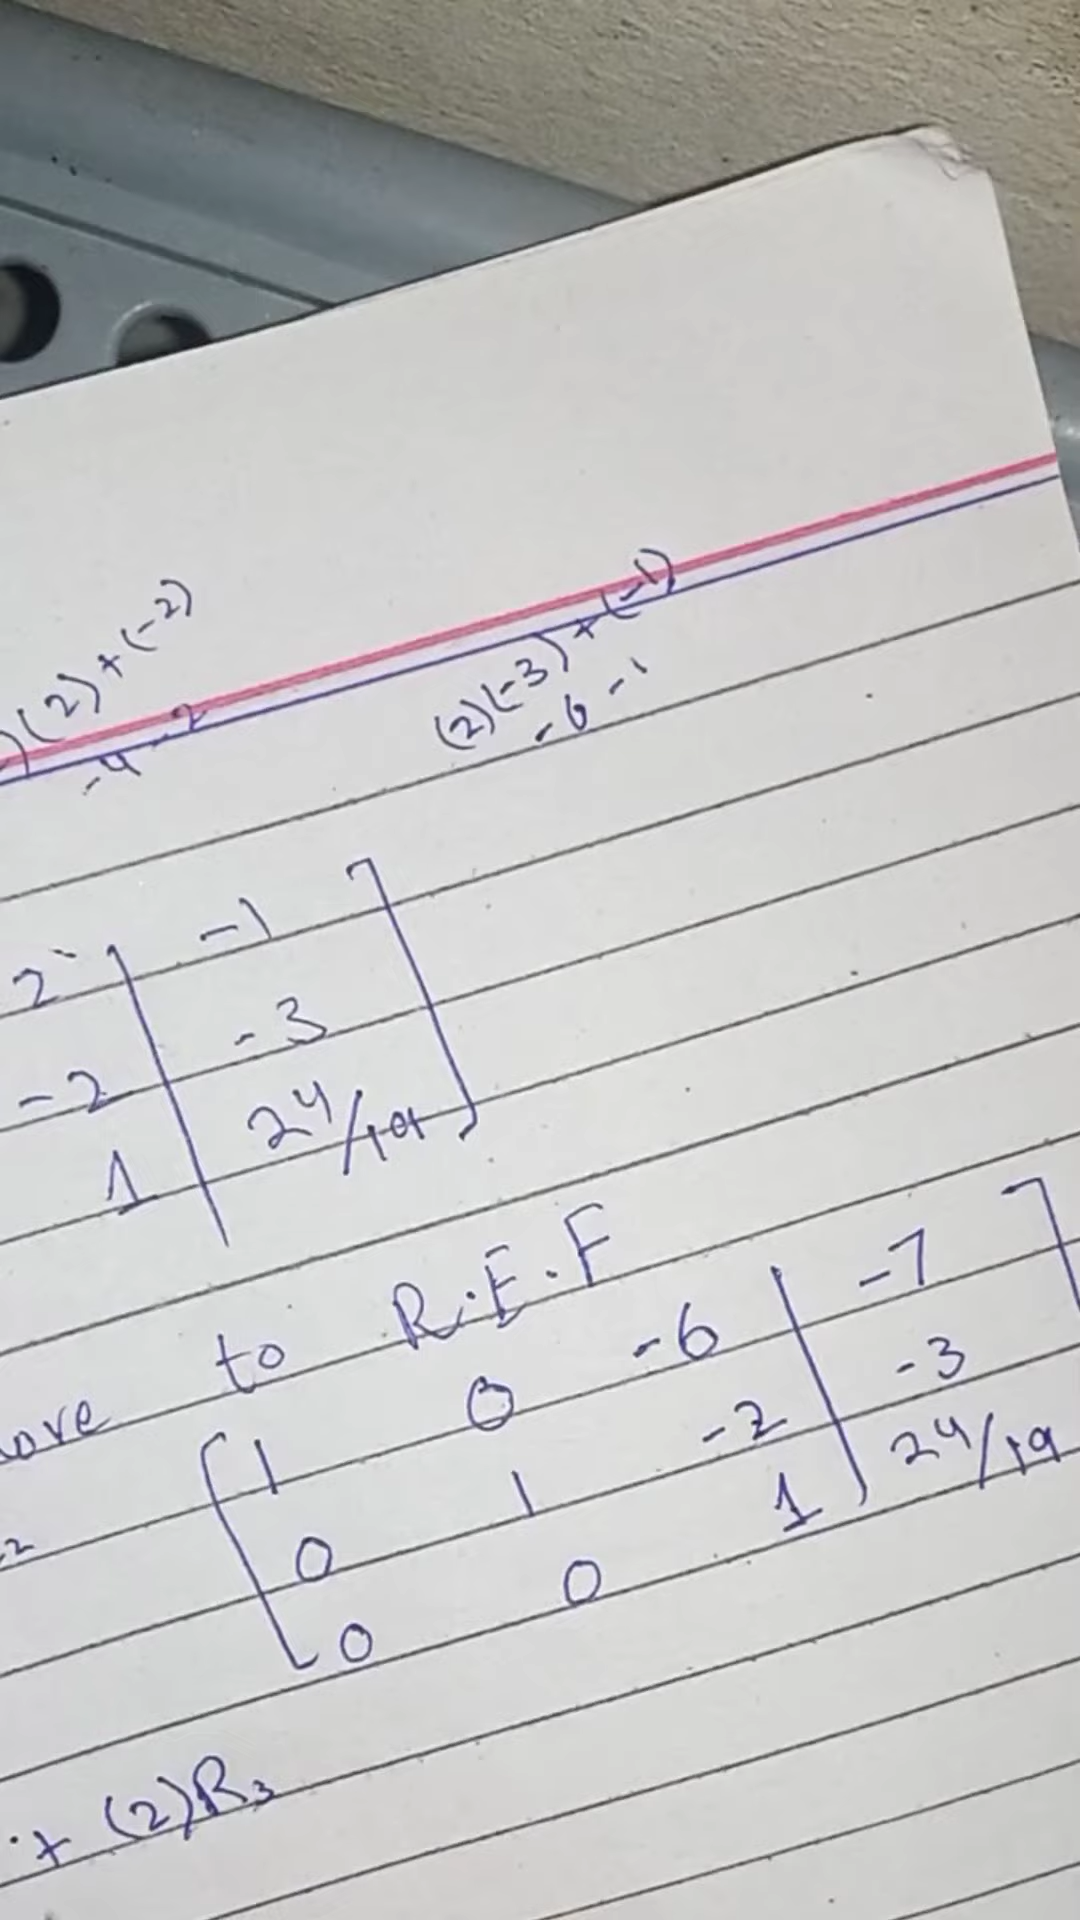 (2)+(-2)
-4 -2
(2)(-3)+(-1)
-6 -1
2 | -1
-2 | -3
1 | 24/19
to R.E.F
1 0 -6 | -7
0 1 -2 | -3
0 0 1 | 24/19
+ (2)R₃